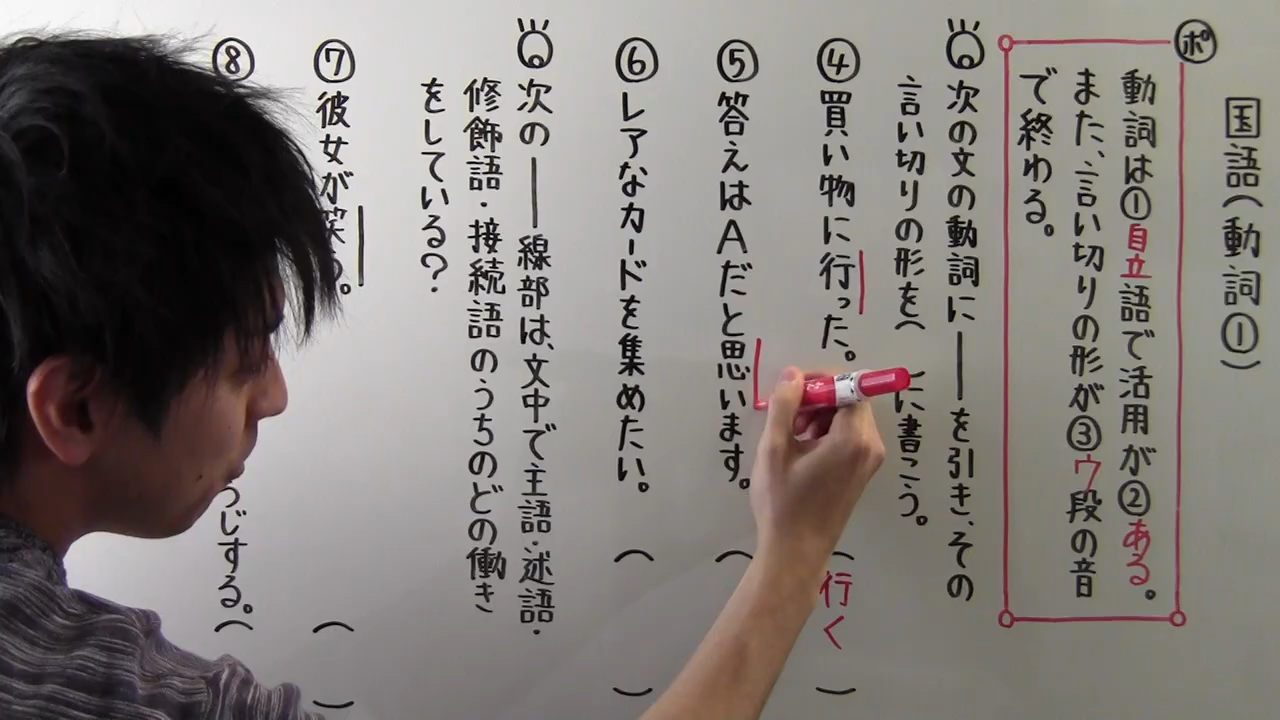 国語(動詞①)
ポ
動詞は①自立語で活用が②ある。
また、言い切りの形が③ウ段の音
で終わる。
次の文の動詞に――を引き、その
言い切りの形を( )に書こう。
④買い物に行った。(行く)
⑤答えはAだと思います。(
⑥レアなカードを集めたい。( )
次の――線部は、文中で主語・述語・
修飾語・接続語のうちのどの働き
をしている?
⑦彼女が笑う。( )
⑧ じする。(